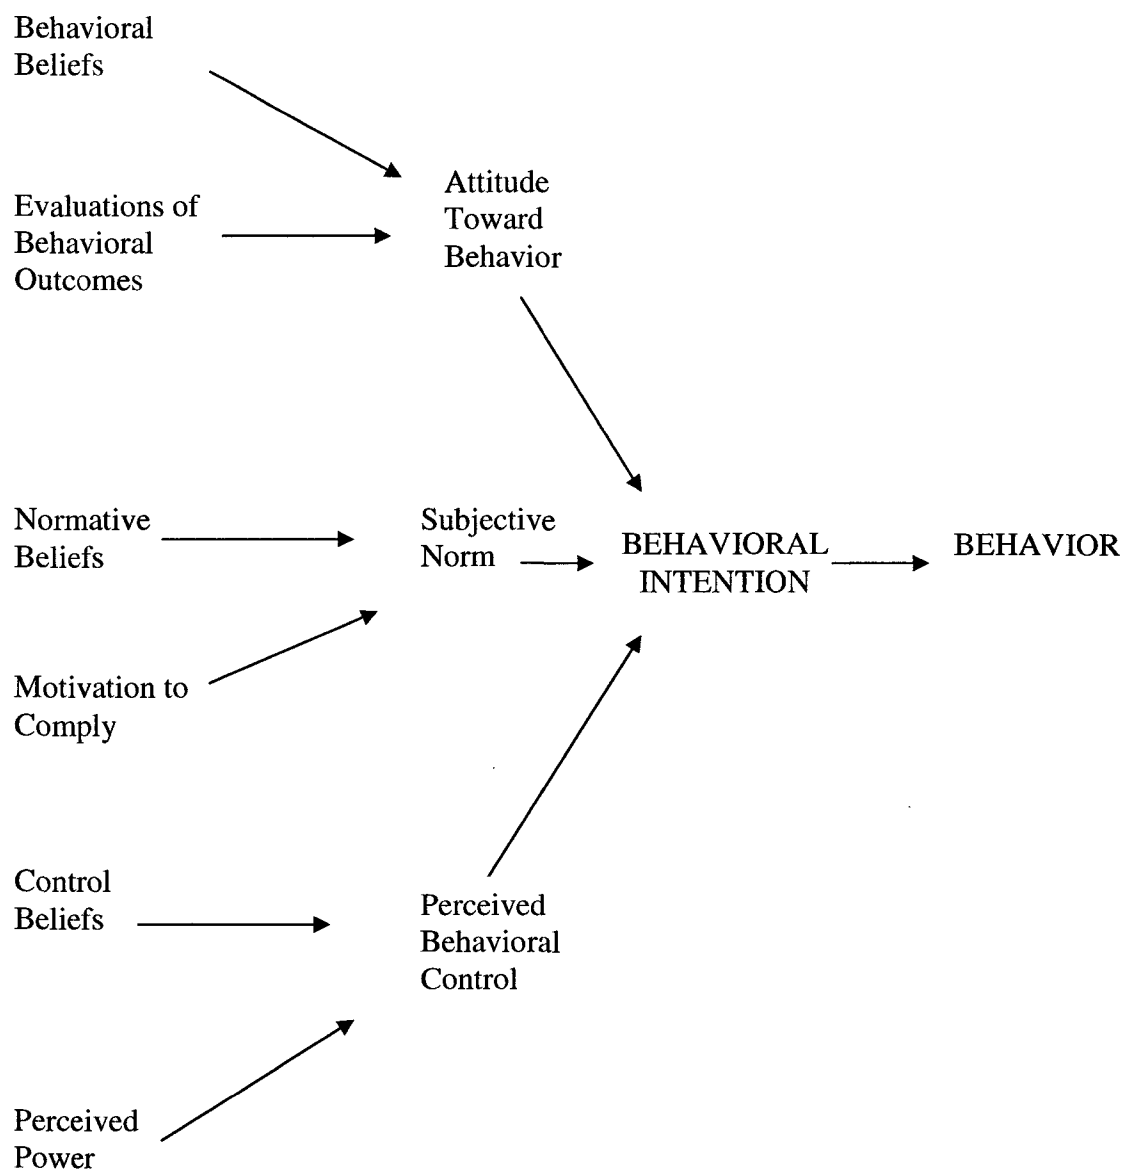 Behavioral
Beliefs
Evaluations of
Behavioral
Outcomes
Attitude
Toward
Behavior
Normative
Beliefs
Subjective
Norm
BEHAVIORAL
INTENTION
BEHAVIOR
Motivation to
Comply
Control
Beliefs
Perceived
Behavioral
Control
Perceived
Power